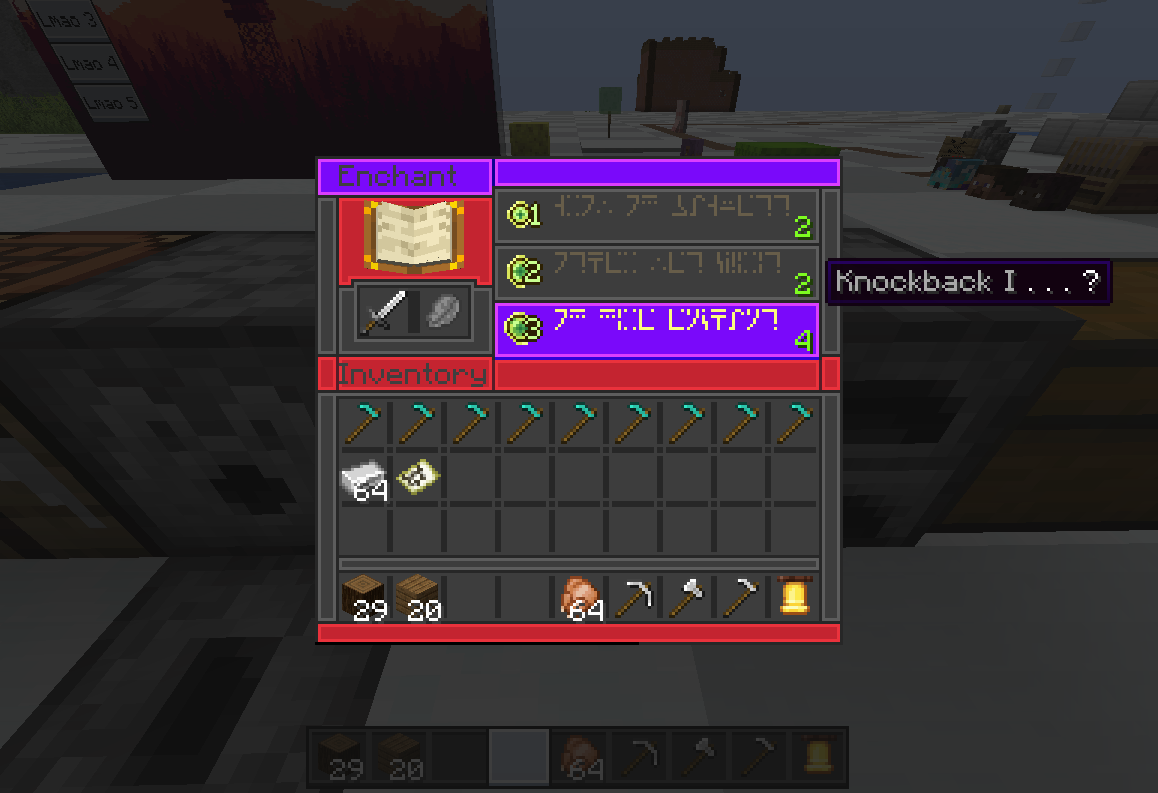 Lmao 3
Lmao 4
Lmao 5
Enchant
1
2
2
2
Knockback I . . . ?
3
4
Inventory
64
29
20
64
29
20
64